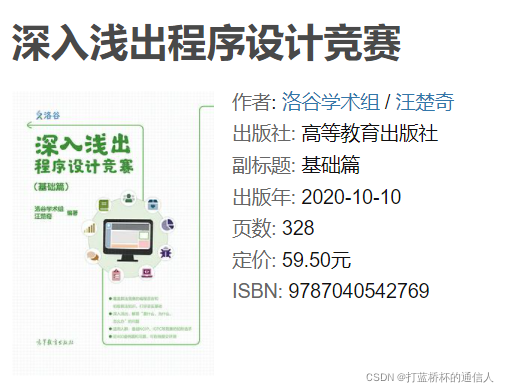 深入浅出程序设计竞赛
洛谷
深入浅出
程序设计竞赛
（基础篇）
洛谷学术组
汪楚奇
编著
高等教育出版社
作者: 洛谷学术组 / 汪楚奇
出版社: 高等教育出版社
副标题: 基础篇
出版年: 2020-10-10
页数: 328
定价: 59.50元
ISBN: 9787040542769
CSDN @打蓝桥杯的通信人